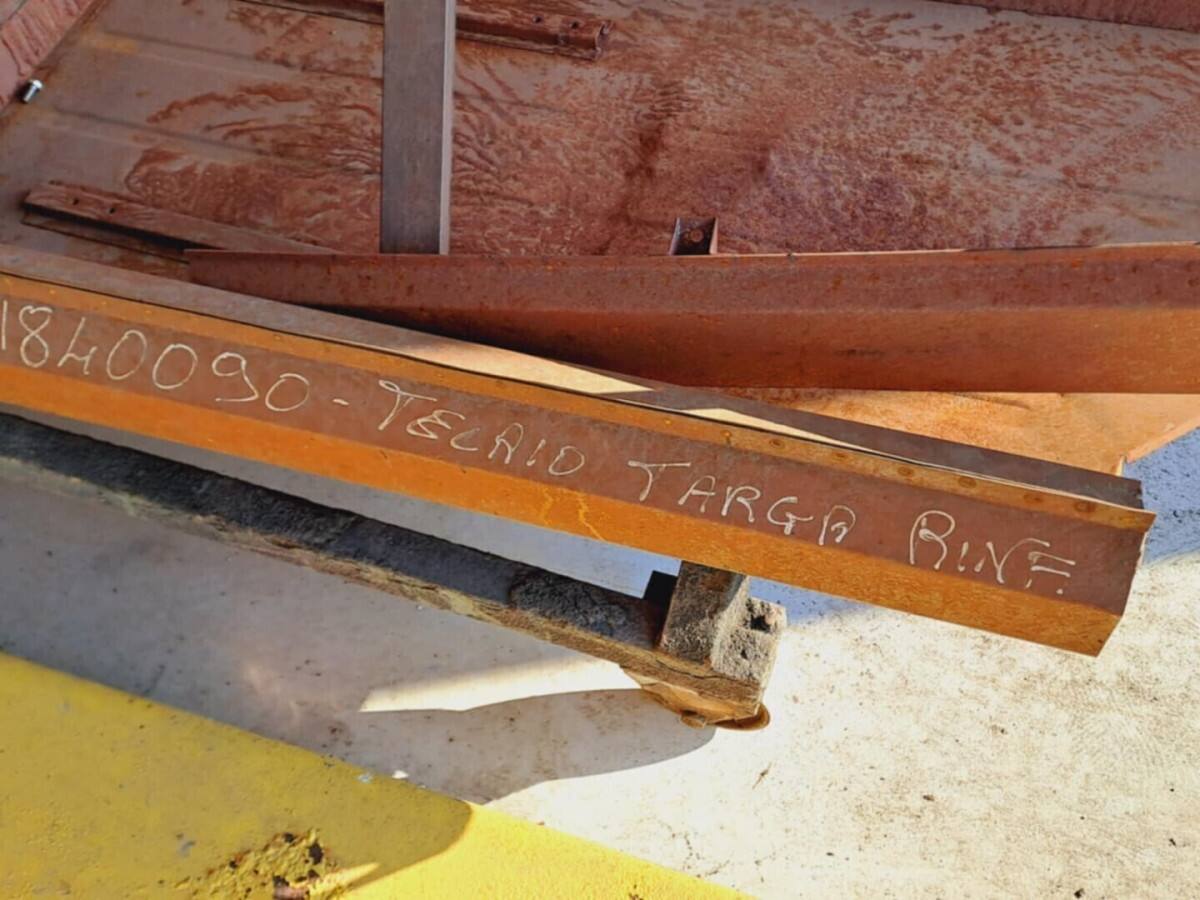 1840090 - TELAIO TARGA RINF.